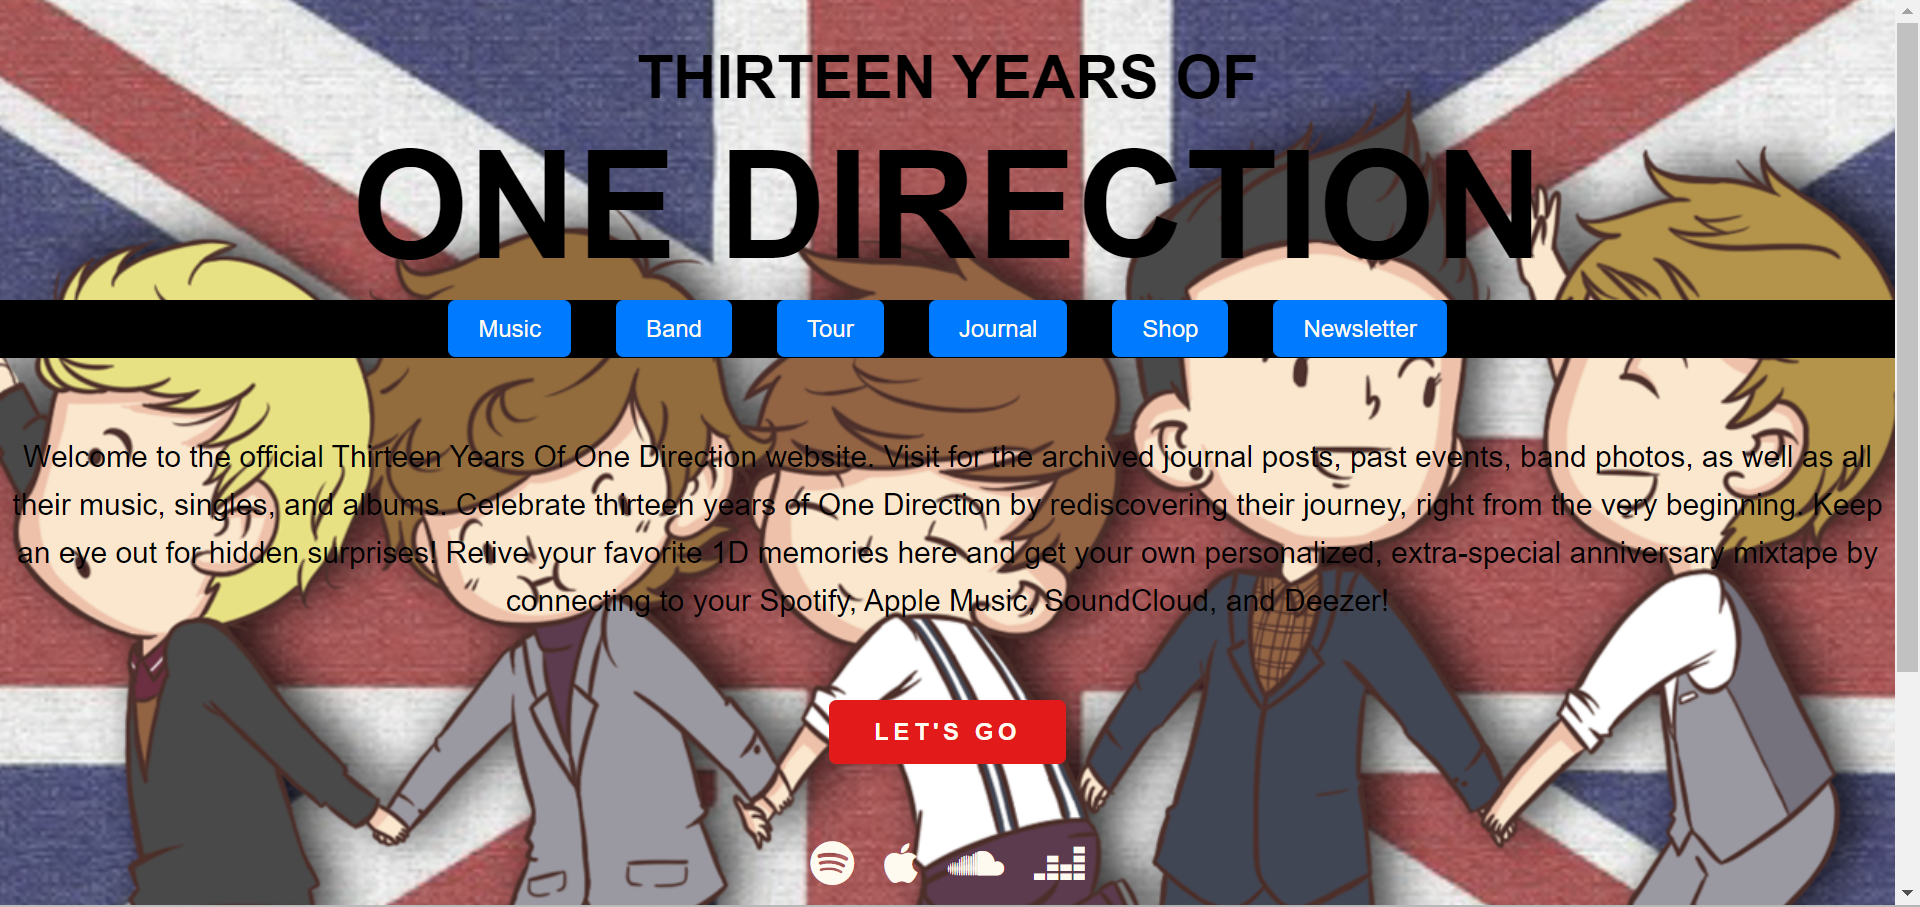 THIRTEEN YEARS OF
ONE DIRECTION
Music Band Tour Journal Shop Newsletter
Welcome to the official Thirteen Years Of One Direction website. Visit for the archived journal posts, past events, band photos, as well as all
their music, singles, and albums. Celebrate thirteen years of One Direction by rediscovering their journey, right from the very beginning. Keep
an eye out for hidden surprises! Relive your favorite 1D memories here and get your own personalized, extra-special anniversary mixtape by
connecting to your Spotify, Apple Music, SoundCloud, and Deezer!
LET'S GO